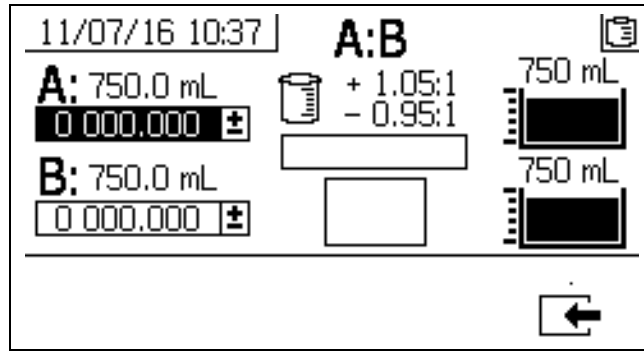 11/07/16 10:37
A:B
A: 750.0 mL
0 000.000 ±
+ 1.05:1
- 0.95:1
750 mL
B: 750.0 mL
0 000.000 ±
750 mL